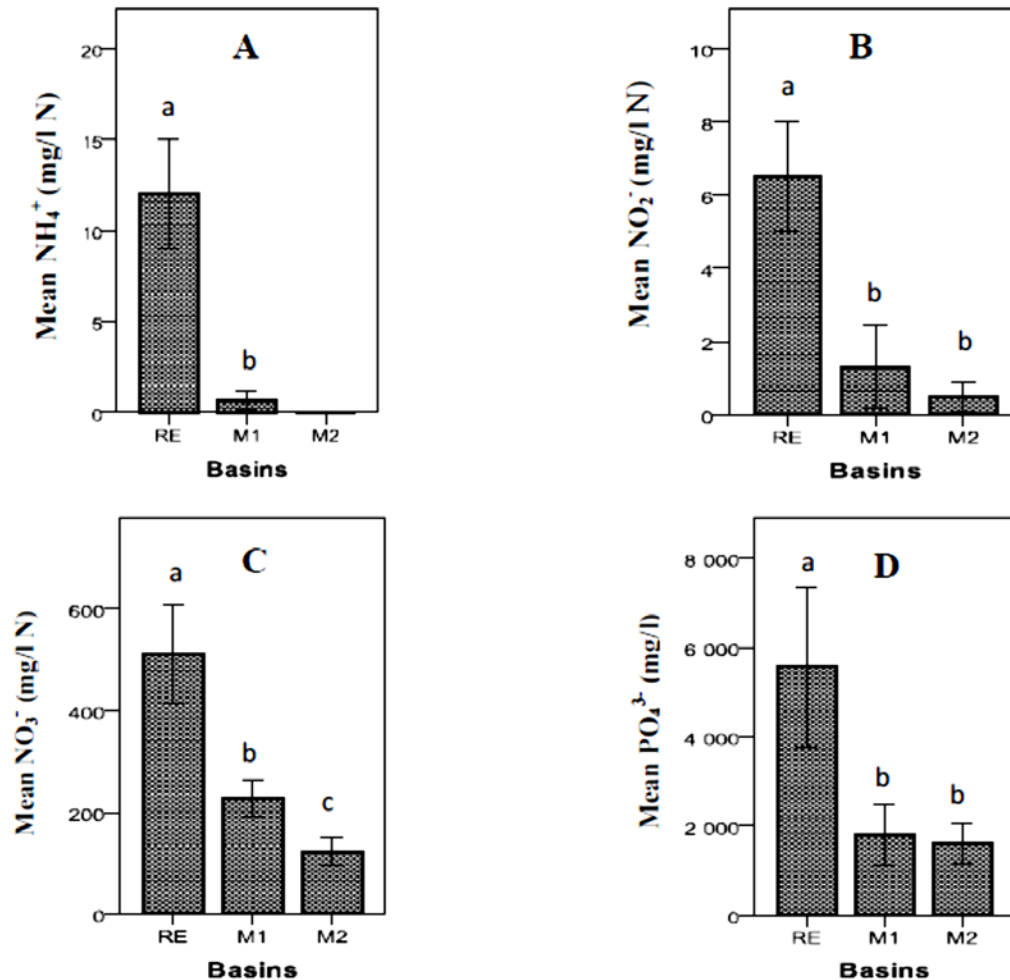 A
Mean NH₄⁺ (mg/l N)
20
15
10
5
0
a
b
RE M1 M2
Basins
B
Mean NO₂⁻ (mg/l N)
10
8
6
4
2
0
a
b
b
RE M1 M2
Basins
C
Mean NO₃⁻ (mg/l N)
600
400
200
0
a
b
c
RE M1 M2
Basins
D
Mean PO₄³⁻ (mg/l)
8 000
6 000
4 000
2 000
0
a
b
b
RE M1 M2
Basins